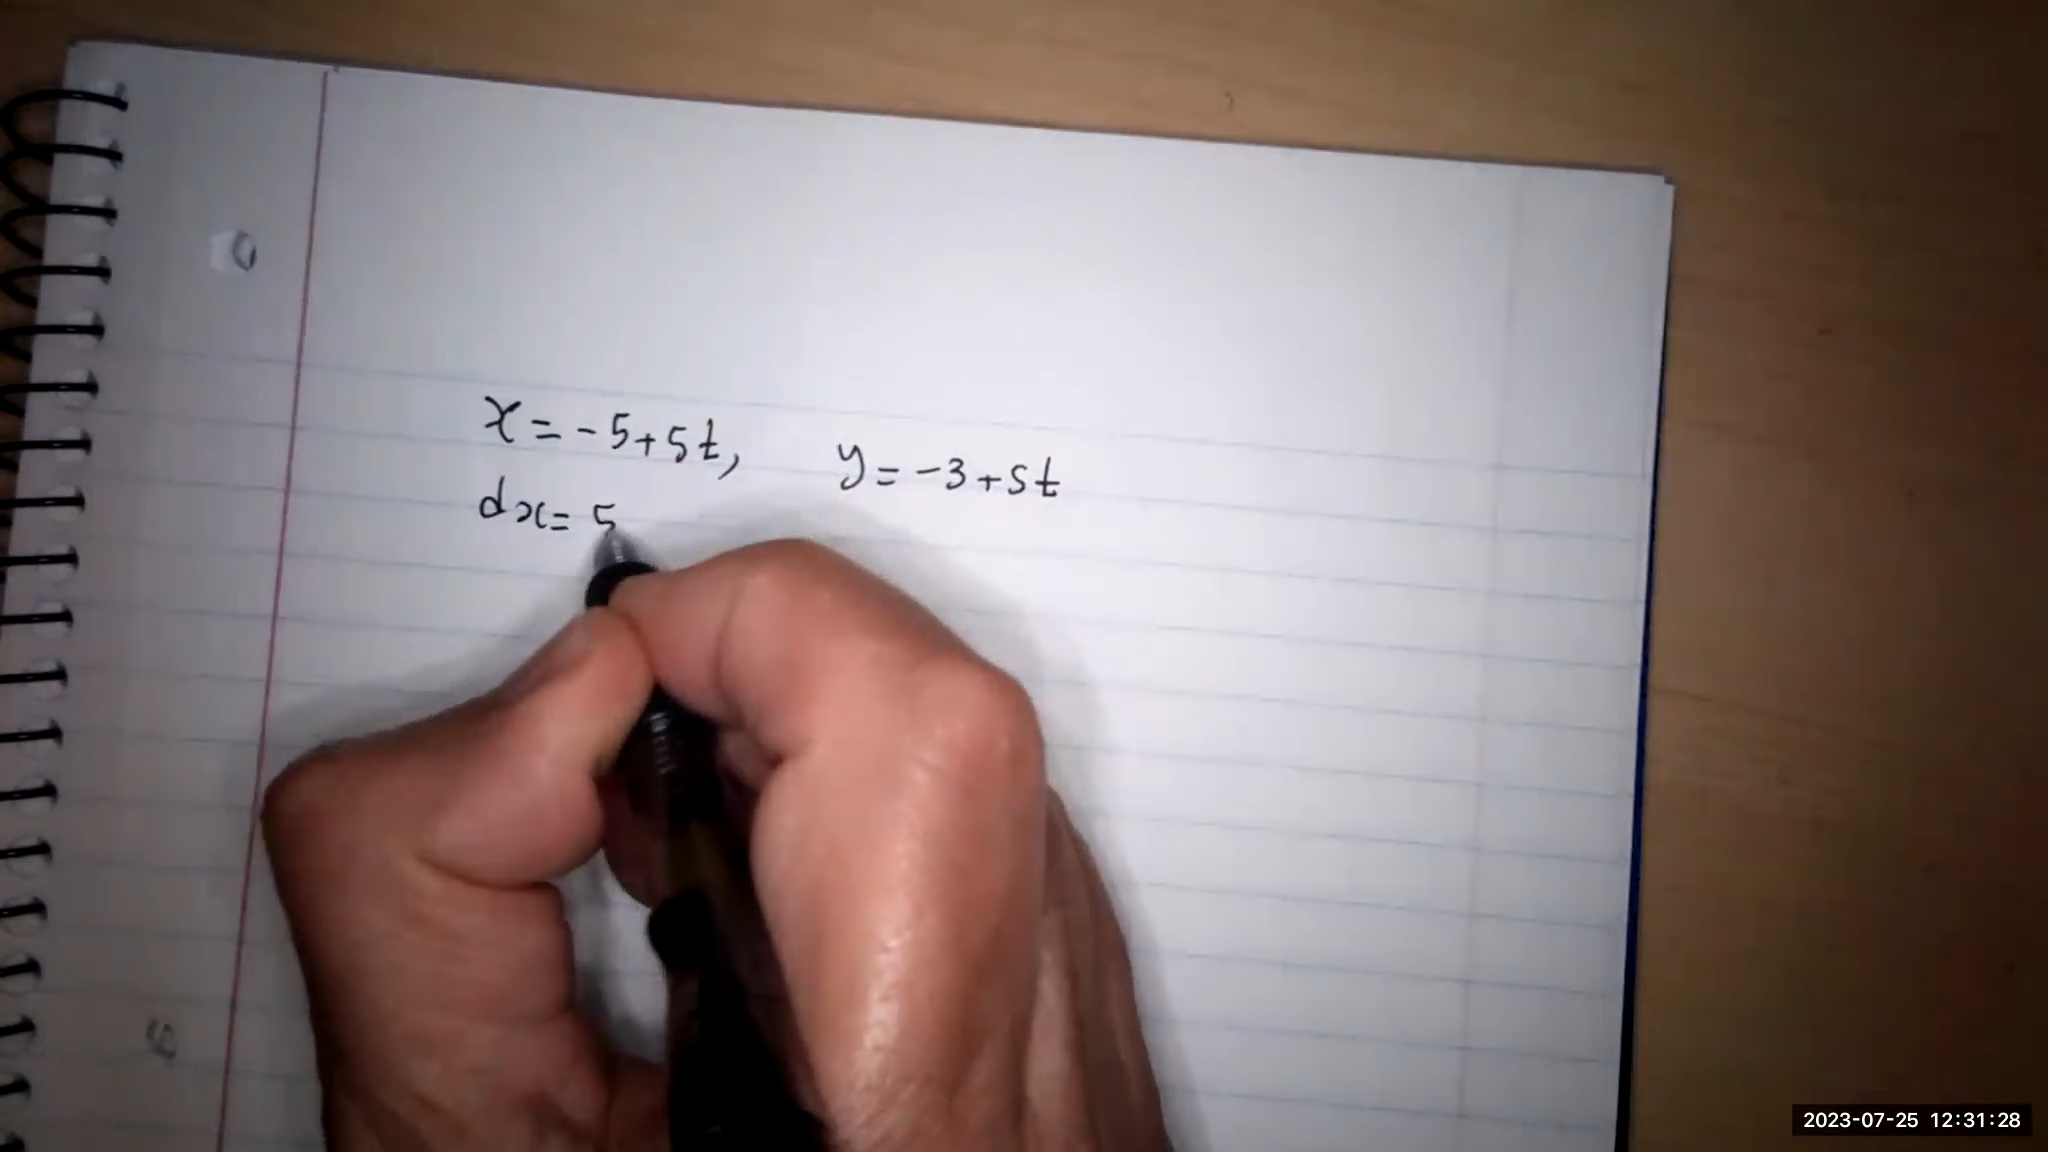 x = -5+5t, y = -3+5t
dx = 5
2023-07-25 12:31:28